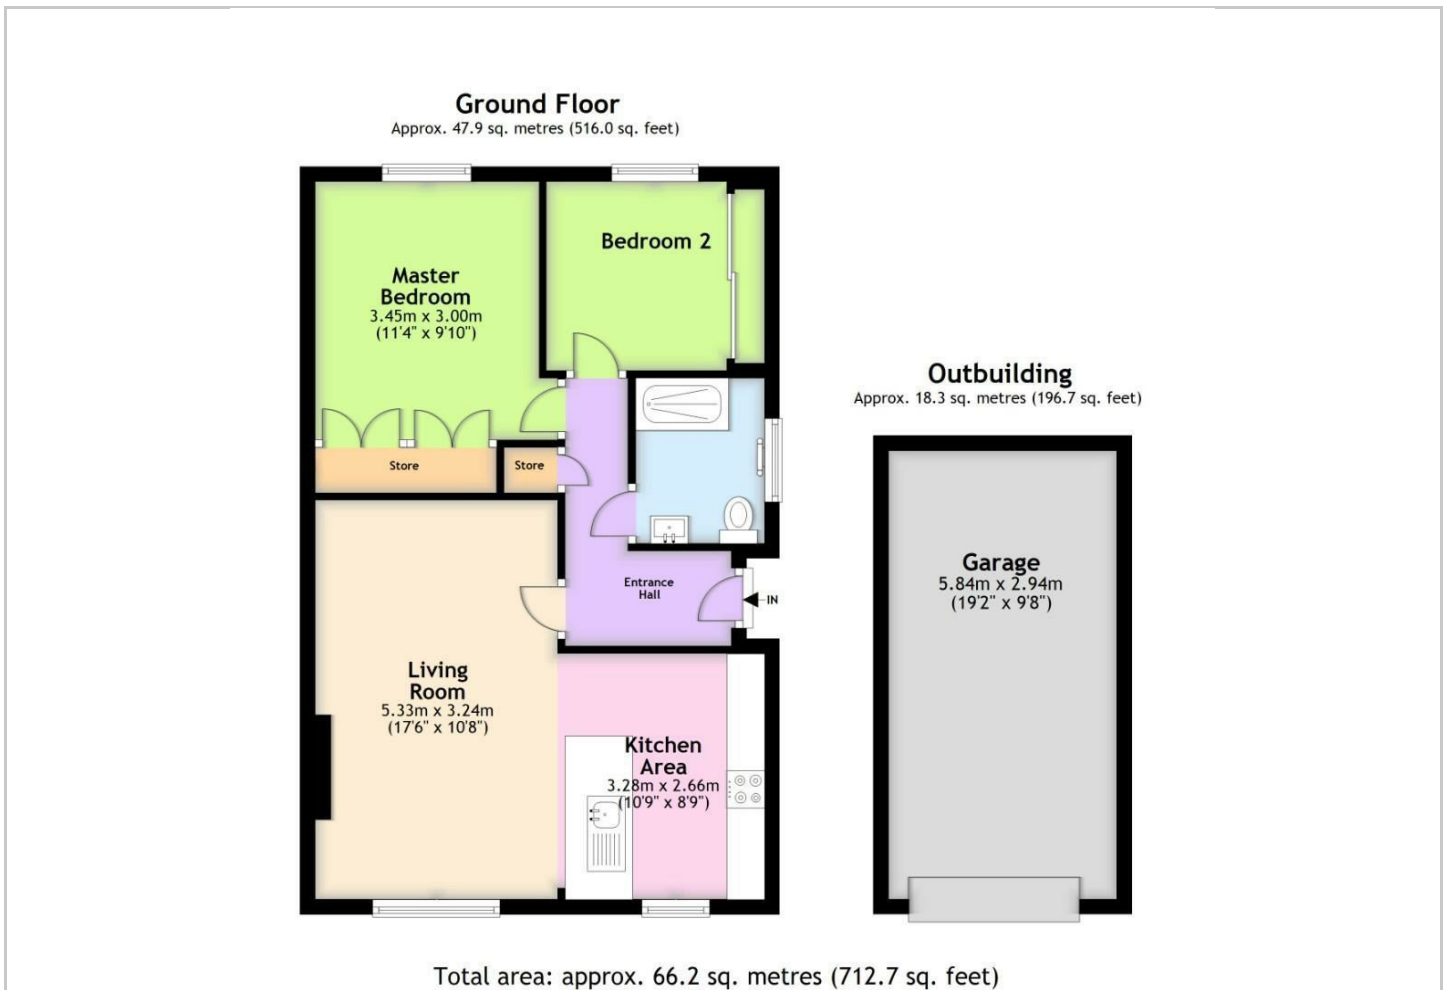 Ground Floor
Approx. 47.9 sq. metres (516.0 sq. feet)
Master
Bedroom
3.45m x 3.00m
(11'4" x 9'10")
Bedroom 2
Store
Store
Entrance
Hall
IN
Living
Room
5.33m x 3.24m
(17'6" x 10'8")
Kitchen
Area
3.28m x 2.66m
(10'9" x 8'9")
Outbuilding
Approx. 18.3 sq. metres (196.7 sq. feet)
Garage
5.84m x 2.94m
(19'2" x 9'8")
Total area: approx. 66.2 sq. metres (712.7 sq. feet)